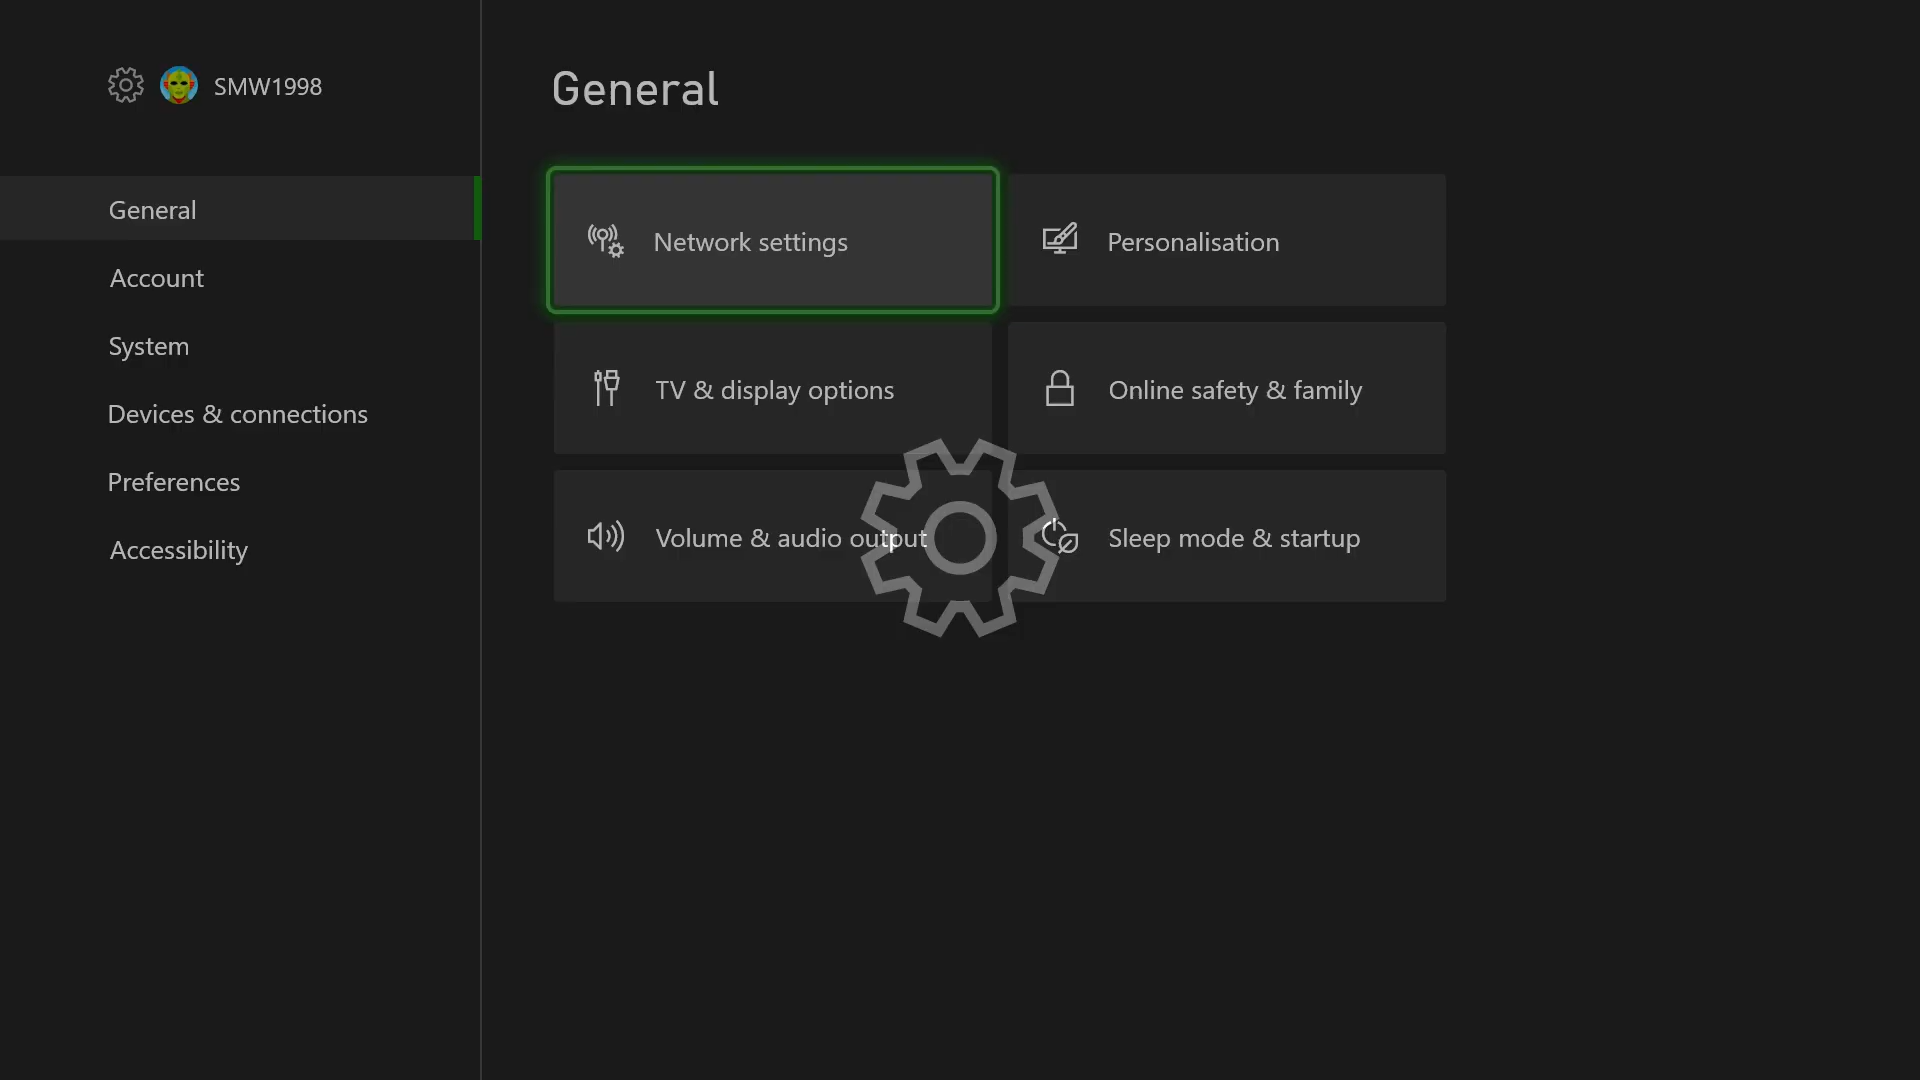 SMW1998
General
Account
System
Devices & connections
Preferences
Accessibility
General
Network settings
Personalisation
TV & display options
Online safety & family
Volume & audio output
Sleep mode & startup